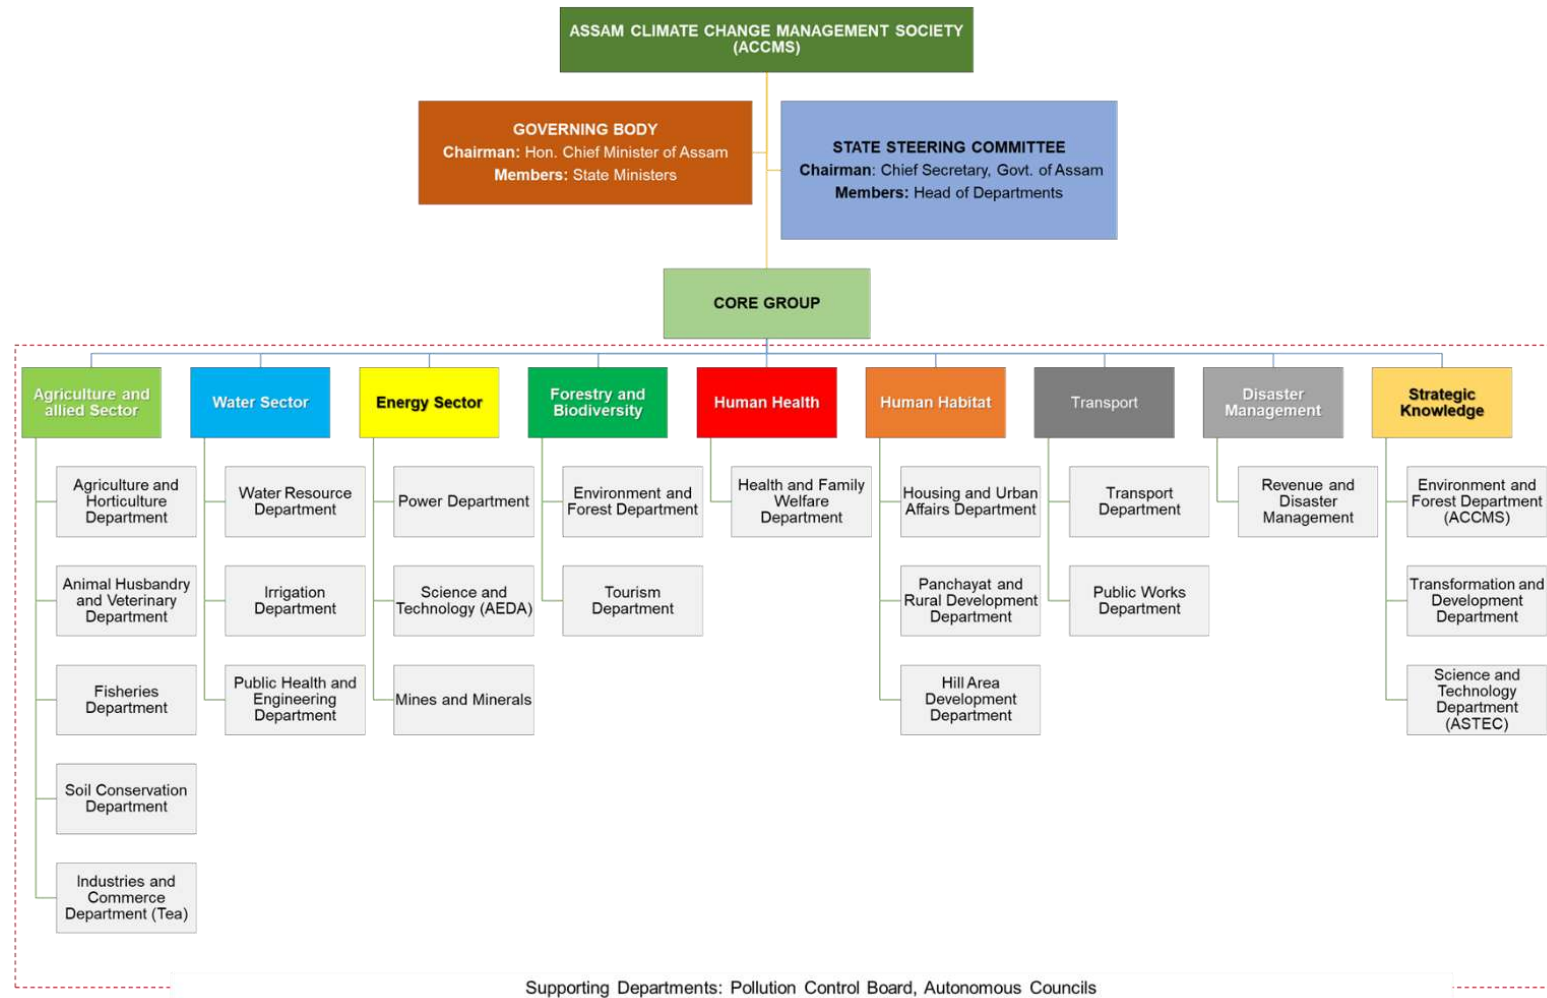 ASSAM CLIMATE CHANGE MANAGEMENT SOCIETY
(ACCMS)
GOVERNING BODY
Chairman: Hon. Chief Minister of Assam
Members: State Ministers
STATE STEERING COMMITTEE
Chairman: Chief Secretary, Govt. of Assam
Members: Head of Departments
CORE GROUP
Agriculture and
allied Sector
Agriculture and
Horticulture
Department
Animal Husbandry
and Veterinary
Department
Fisheries
Department
Soil Conservation
Department
Industries and
Commerce
Department (Tea)
Water Sector
Water Resource
Department
Irrigation
Department
Public Health and
Engineering
Department
Energy Sector
Power Department
Science and
Technology (AEDA)
Mines and Minerals
Forestry and
Biodiversity
Environment and
Forest Department
Tourism
Department
Human Health
Health and Family
Welfare
Department
Human Habitat
Housing and Urban
Affairs Department
Panchayat and
Rural Development
Department
Hill Area
Development
Department
Transport
Transport
Department
Public Works
Department
Disaster
Management
Revenue and
Disaster
Management
Strategic
Knowledge
Environment and
Forest Department
(ACCMS)
Transformation and
Development
Department
Science and
Technology
Department
(ASTEC)
Supporting Departments: Pollution Control Board, Autonomous Councils